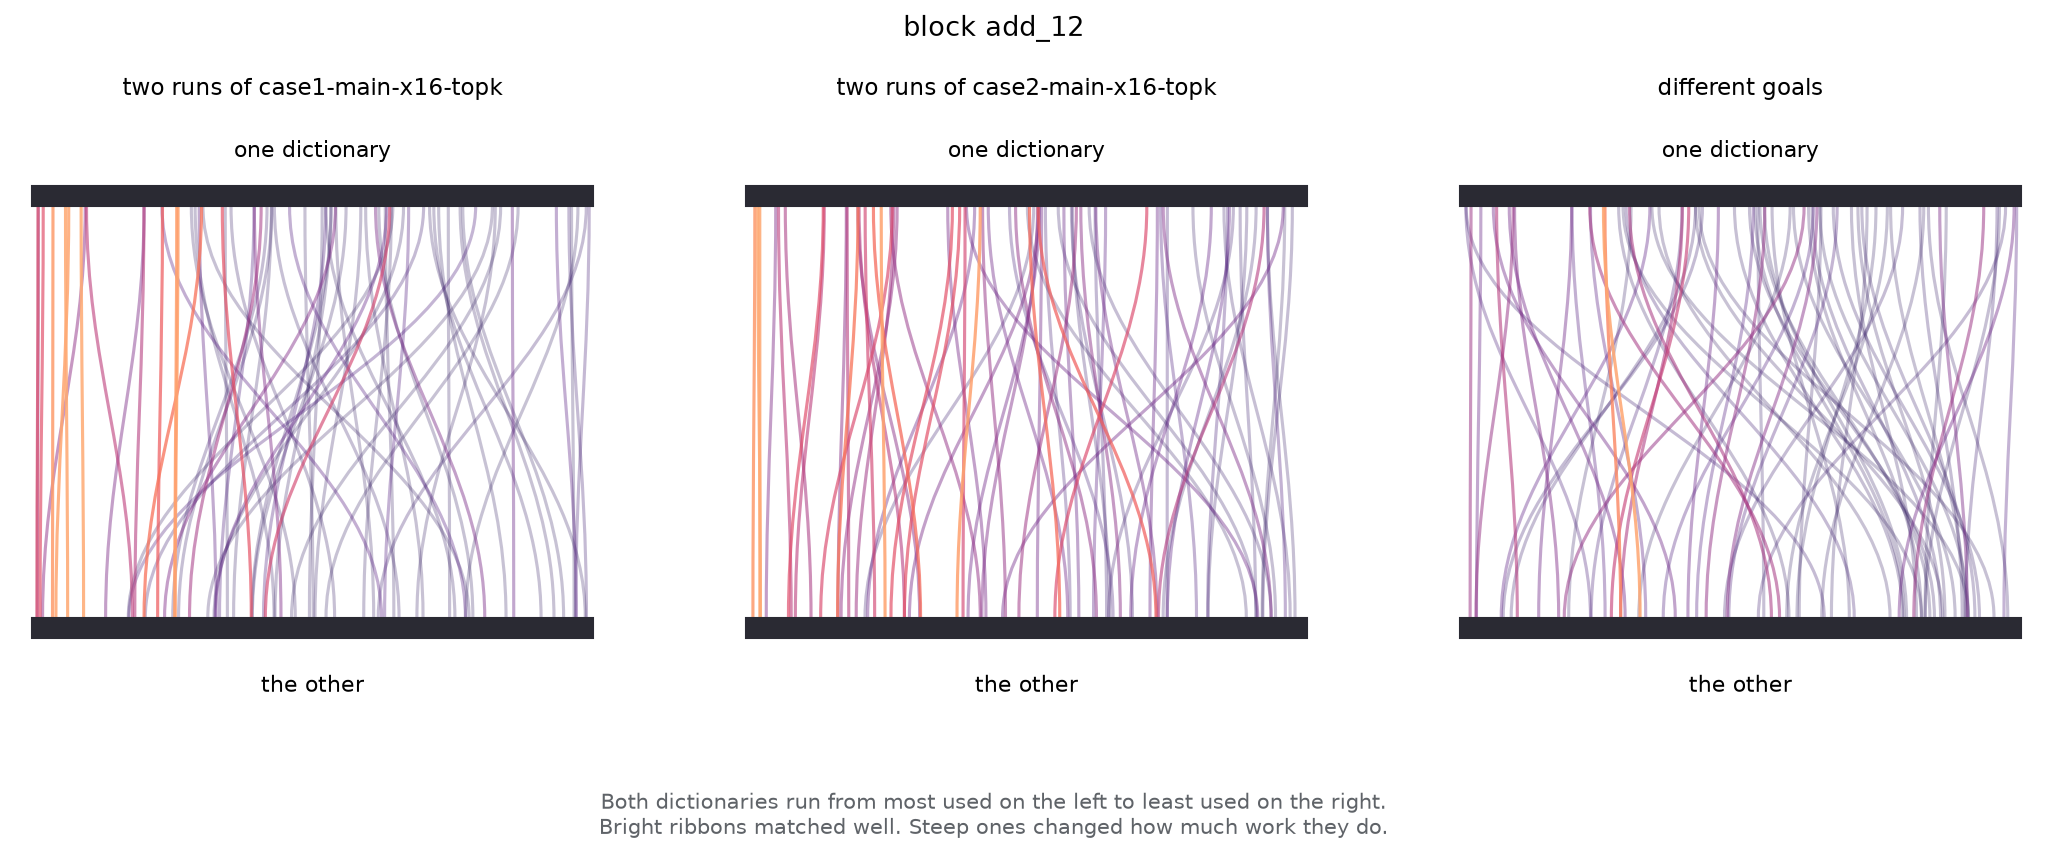 block add_12
two runs of case1-main-x16-topk
two runs of case2-main-x16-topk
different goals
one dictionary
one dictionary
one dictionary
the other
the other
the other
Both dictionaries run from most used on the left to least used on the right.
Bright ribbons matched well. Steep ones changed how much work they do.